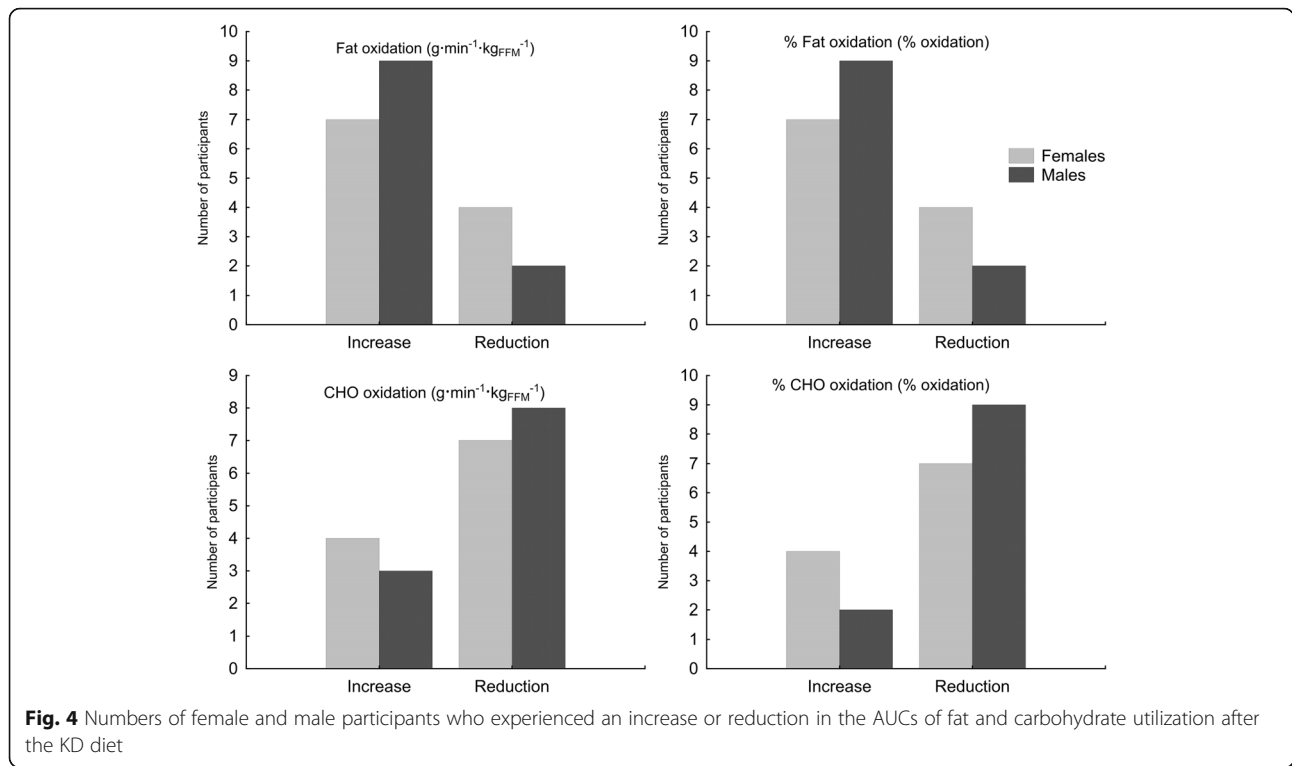 Fat oxidation (g·min⁻¹·kg_FFM⁻¹)
Number of participants
10
9
8
7
6
5
4
3
2
1
0
Increase Reduction
% Fat oxidation (% oxidation)
Number of participants
10
9
8
7
6
5
4
3
2
1
0
Increase Reduction
Females
Males
CHO oxidation (g·min⁻¹·kg_FFM⁻¹)
Number of participants
9
8
7
6
5
4
3
2
1
0
Increase Reduction
% CHO oxidation (% oxidation)
Number of participants
10
9
8
7
6
5
4
3
2
1
0
Increase Reduction
Fig. 4 Numbers of female and male participants who experienced an increase or reduction in the AUCs of fat and carbohydrate utilization after
the KD diet